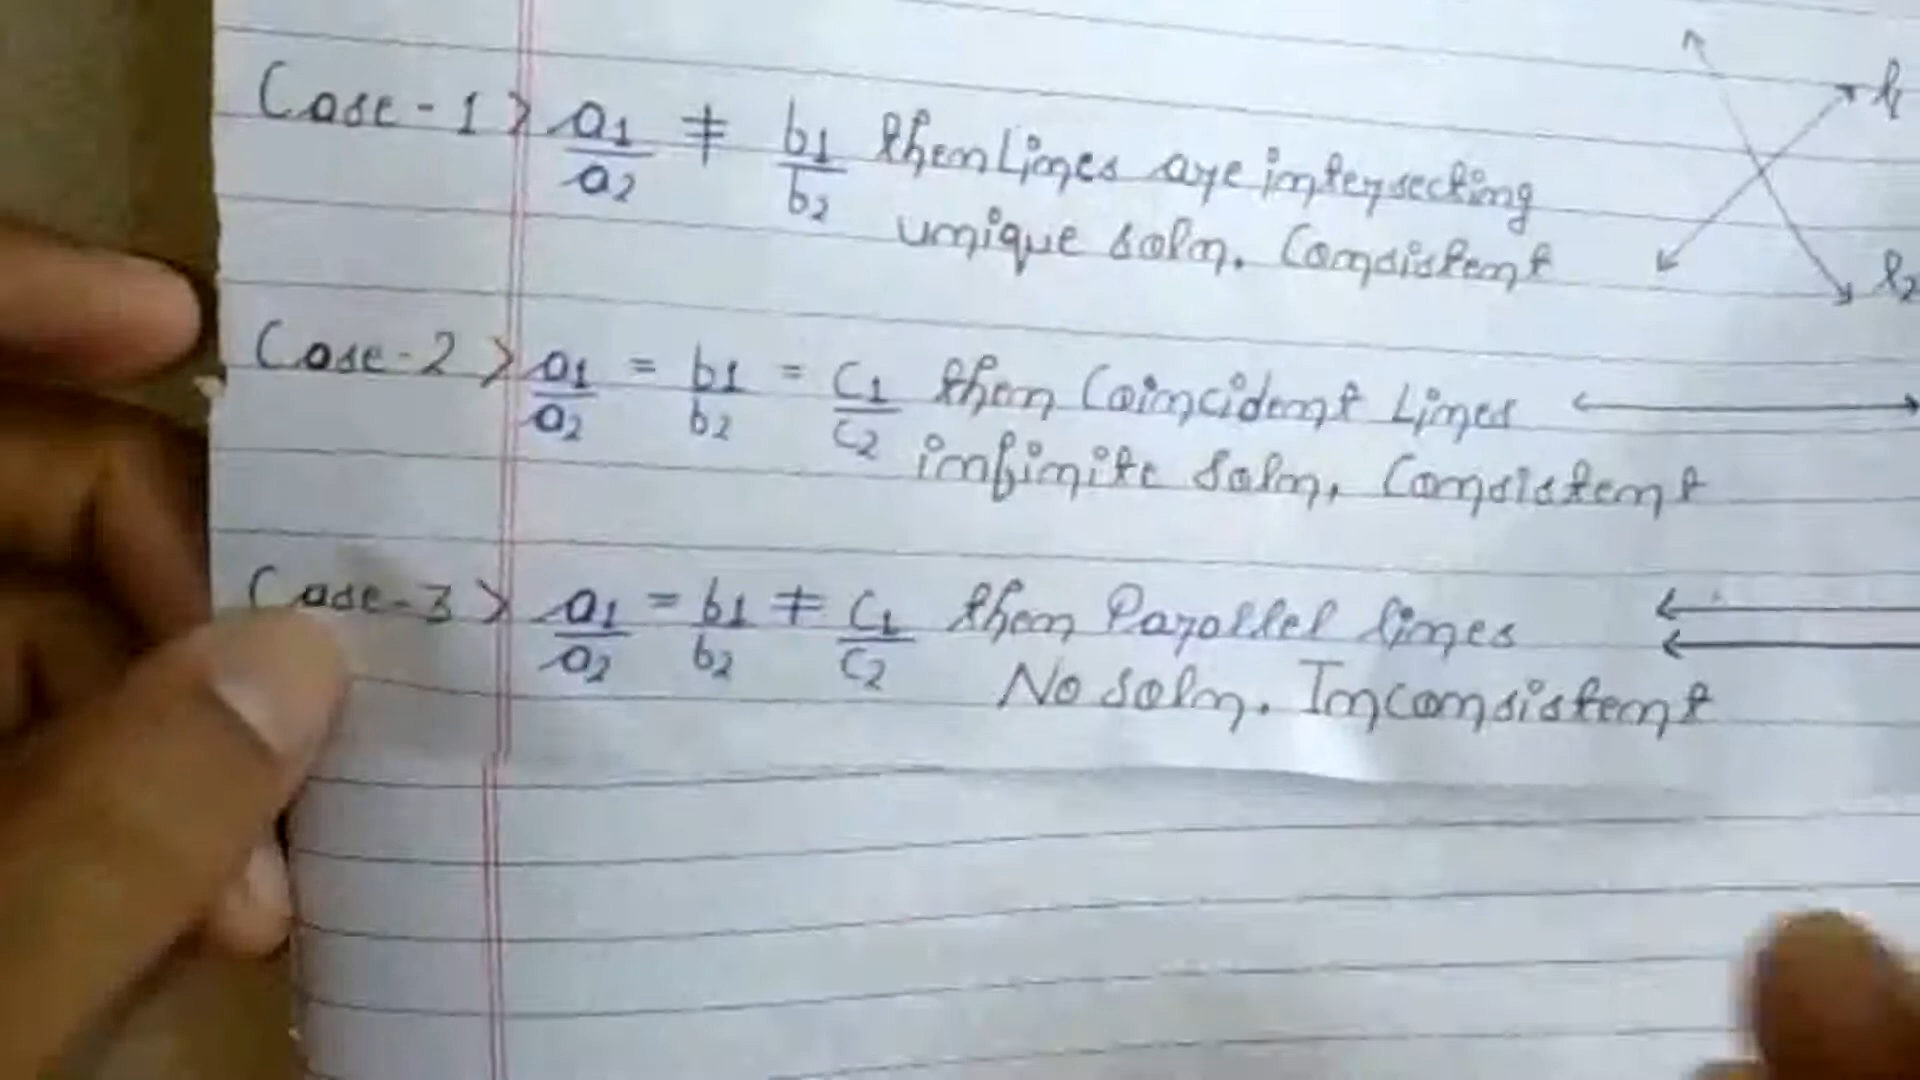 Case-1> a1/a2 ≠ b1/b2 then Lines are intersecting
unique soln. Consistent
l1
l2
Case-2> a1/a2 = b1/b2 = c1/c2 then Coincident Lines
infinite soln, Consistent
Case-3> a1/a2 = b1/b2 ≠ c1/c2 then Parallel lines
No soln. Inconsistent